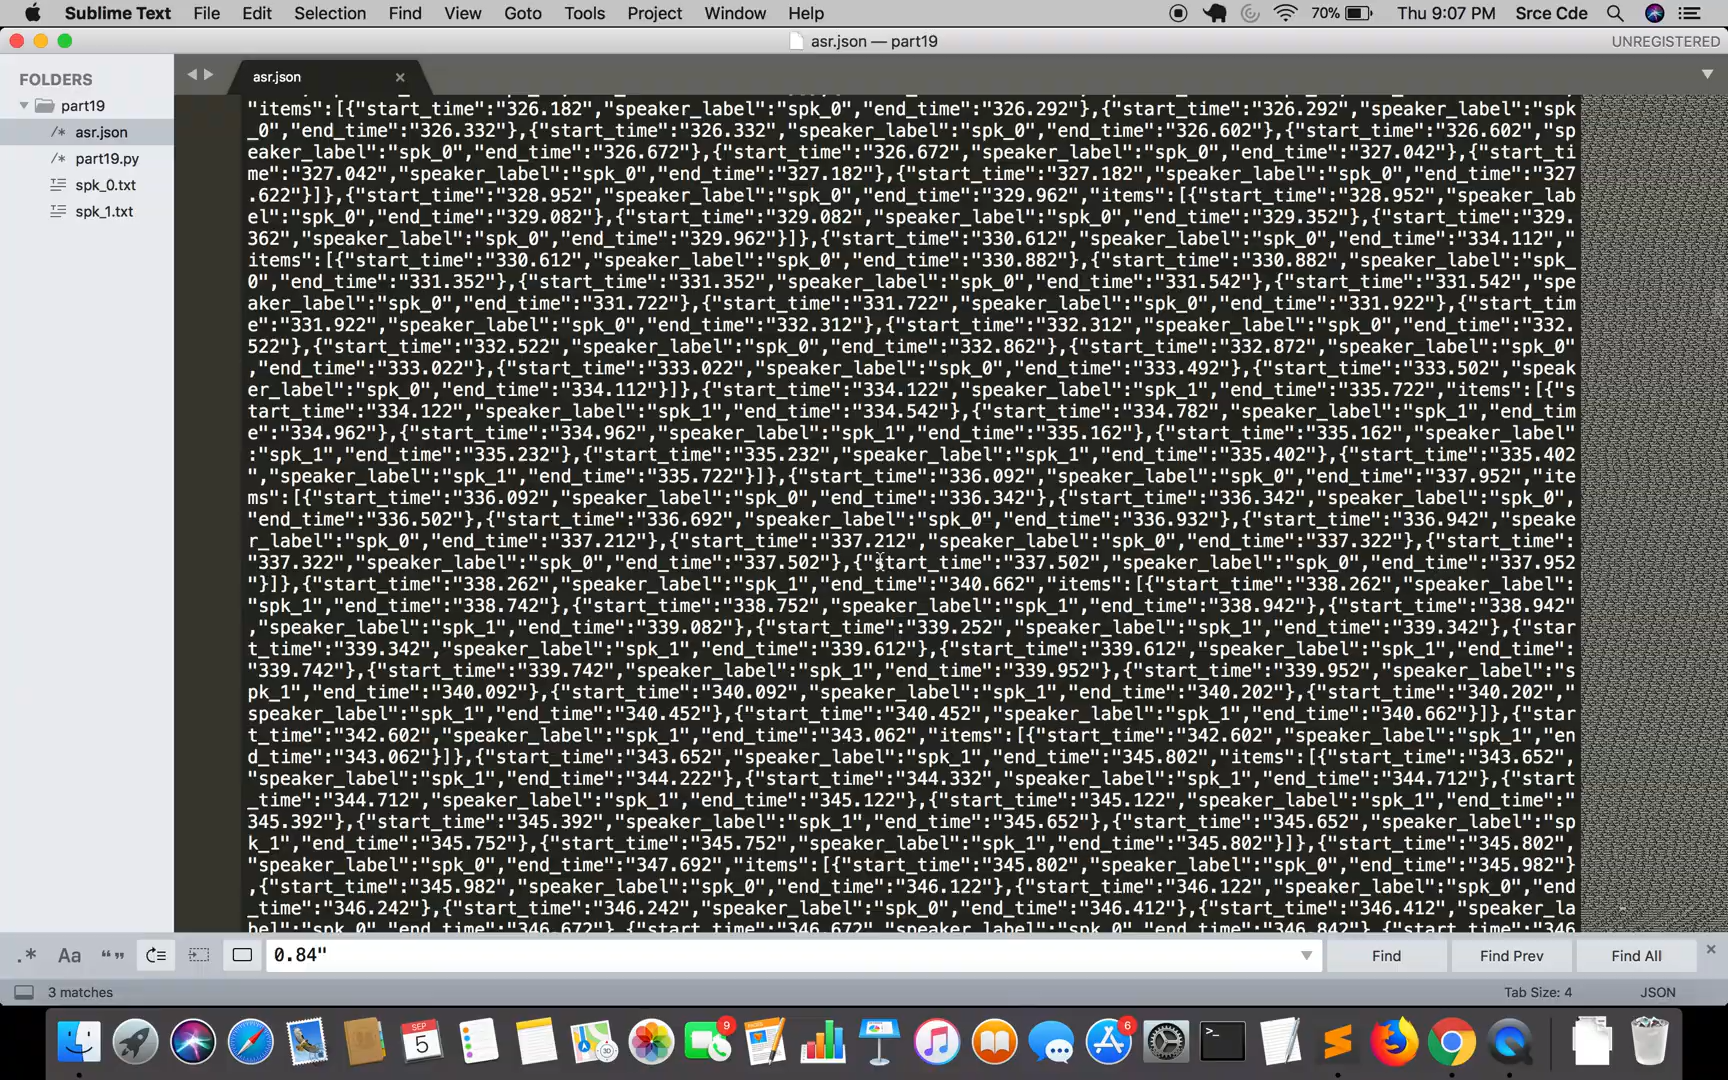 Sublime Text File Edit Selection Find View Goto Tools Project Window Help 70% Thu 9:07 PM Srce Cde
asr.json — part19 UNREGISTERED
FOLDERS
part19
asr.json
part19.py
spk_0.txt
spk_1.txt
asr.json
"items":[{"start_time":"326.182","speaker_label":"spk_0","end_time":"326.292"},{"start_time":"326.292","speaker_label":"spk
_0","end_time":"326.332"},{"start_time":"326.332","speaker_label":"spk_0","end_time":"326.602"},{"start_time":"326.602","sp
eaker_label":"spk_0","end_time":"326.672"},{"start_time":"326.672","speaker_label":"spk_0","end_time":"327.042"},{"start_ti
me":"327.042","speaker_label":"spk_0","end_time":"327.182"},{"start_time":"327.182","speaker_label":"spk_0","end_time":"327
.622"}]},{"start_time":"328.952","speaker_label":"spk_0","end_time":"329.962","items":[{"start_time":"328.952","speaker_lab
el":"spk_0","end_time":"329.082"},{"start_time":"329.082","speaker_label":"spk_0","end_time":"329.352"},{"start_time":"329.
362","speaker_label":"spk_0","end_time":"329.962"}]},{"start_time":"330.612","speaker_label":"spk_0","end_time":"334.112","
items":[{"start_time":"330.612","speaker_label":"spk_0","end_time":"330.882"},{"start_time":"330.882","speaker_label":"spk_
0","end_time":"331.352"},{"start_time":"331.352","speaker_label":"spk_0","end_time":"331.542"},{"start_time":"331.542","spe
aker_label":"spk_0","end_time":"331.722"},{"start_time":"331.722","speaker_label":"spk_0","end_time":"331.922"},{"start_tim
e":"331.922","speaker_label":"spk_0","end_time":"332.312"},{"start_time":"332.312","speaker_label":"spk_0","end_time":"332.
522"},{"start_time":"332.522","speaker_label":"spk_0","end_time":"332.862"},{"start_time":"332.872","speaker_label":"spk_0"
,"end_time":"333.022"},{"start_time":"333.022","speaker_label":"spk_0","end_time":"333.492"},{"start_time":"333.502","speak
er_label":"spk_0","end_time":"334.112"}]},{"start_time":"334.122","speaker_label":"spk_1","end_time":"335.722","items":[{"s
tart_time":"334.122","speaker_label":"spk_1","end_time":"334.542"},{"start_time":"334.782","speaker_label":"spk_1","end_tim
e":"334.962"},{"start_time":"334.962","speaker_label":"spk_1","end_time":"335.162"},{"start_time":"335.162","speaker_label"
:"spk_1","end_time":"335.232"},{"start_time":"335.232","speaker_label":"spk_1","end_time":"335.402"},{"start_time":"335.402
","speaker_label":"spk_1","end_time":"335.722"}]},{"start_time":"336.092","speaker_label":"spk_0","end_time":"337.952","ite
ms":[{"start_time":"336.092","speaker_label":"spk_0","end_time":"336.342"},{"start_time":"336.342","speaker_label":"spk_0",
"end_time":"336.502"},{"start_time":"336.692","speaker_label":"spk_0","end_time":"336.932"},{"start_time":"336.942","speake
r_label":"spk_0","end_time":"337.212"},{"start_time":"337.212","speaker_label":"spk_0","end_time":"337.322"},{"start_time":
"337.322","speaker_label":"spk_0","end_time":"337.502"},{"start_time":"337.502","speaker_label":"spk_0","end_time":"337.952
"}]},{"start_time":"338.262","speaker_label":"spk_1","end_time":"340.662","items":[{"start_time":"338.262","speaker_label":
"spk_1","end_time":"338.742"},{"start_time":"338.752","speaker_label":"spk_1","end_time":"338.942"},{"start_time":"338.942"
,"speaker_label":"spk_1","end_time":"339.082"},{"start_time":"339.252","speaker_label":"spk_1","end_time":"339.342"},{"star
t_time":"339.342","speaker_label":"spk_1","end_time":"339.612"},{"start_time":"339.612","speaker_label":"spk_1","end_time":
"339.742"},{"start_time":"339.742","speaker_label":"spk_1","end_time":"339.952"},{"start_time":"339.952","speaker_label":"s
pk_1","end_time":"340.092"},{"start_time":"340.092","speaker_label":"spk_1","end_time":"340.202"},{"start_time":"340.202","
speaker_label":"spk_1","end_time":"340.452"},{"start_time":"340.452","speaker_label":"spk_1","end_time":"340.662"}]},{"star
t_time":"342.602","speaker_label":"spk_1","end_time":"343.062","items":[{"start_time":"342.602","speaker_label":"spk_1","en
d_time":"343.062"}]},{"start_time":"343.652","speaker_label":"spk_1","end_time":"345.802","items":[{"start_time":"343.652",
"speaker_label":"spk_1","end_time":"344.222"},{"start_time":"344.332","speaker_label":"spk_1","end_time":"344.712"},{"start
_time":"344.712","speaker_label":"spk_1","end_time":"345.122"},{"start_time":"345.122","speaker_label":"spk_1","end_time":"
345.392"},{"start_time":"345.392","speaker_label":"spk_1","end_time":"345.652"},{"start_time":"345.652","speaker_label":"sp
k_1","end_time":"345.752"},{"start_time":"345.752","speaker_label":"spk_1","end_time":"345.802"}]},{"start_time":"345.802",
"speaker_label":"spk_0","end_time":"347.692","items":[{"start_time":"345.802","speaker_label":"spk_0","end_time":"345.982"}
,{"start_time":"345.982","speaker_label":"spk_0","end_time":"346.122"},{"start_time":"346.122","speaker_label":"spk_0","end
_time":"346.242"},{"start_time":"346.242","speaker_label":"spk_0","end_time":"346.412"},{"start_time":"346.412","speaker_la
bel":"spk_0","end_time":"346.672"},{"start_time":"346.672","speaker_label":"spk_0","end_time":"346.842"},{"start_time":"346
0.84" Find Find Prev Find All
3 matches Tab Size: 4 JSON
SEP
5
9
6